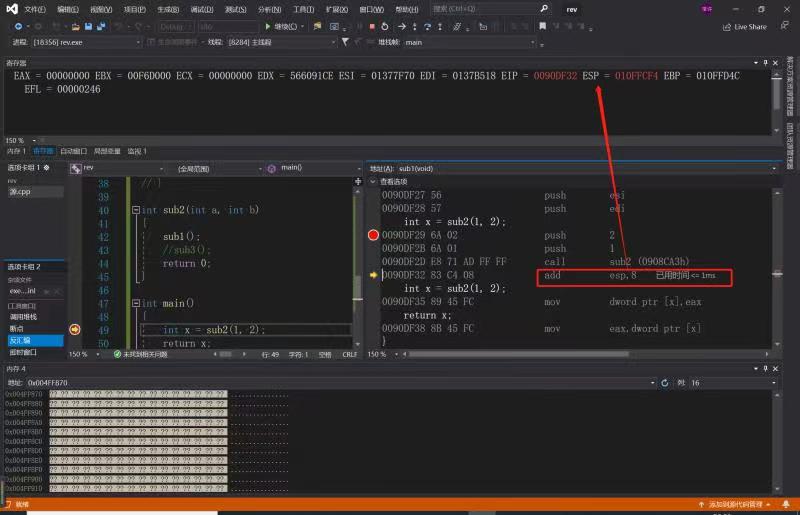 文件(F) 编辑(E) 视图(V) 项目(P) 生成(B) 调试(D) 测试(S) 分析(N) 工具(T) 扩展(X) 窗口(W) 帮助(H) 搜索 (Ctrl+Q) rev
Debug 继续(C) Live Share
进程: [18356] rev.exe 生命周期事件 线程: [8284] 主线程 堆栈帧: main
寄存器
EAX = 00000000 EBX = 00F6D000 ECX = 00000000 EDX = 566091CE ESI = 01377F70 EDI = 0137B518 EIP = 0090DF32 ESP = 010FFCF4 EBP = 010FFD4C
EFL = 00000246
150 %
内存 1 寄存器 自动窗口 局部变量 监视 1
解决方案资源管理器
团队资源管理器
选项卡组 1
rev
源.cpp
选项卡组 2
文件
exe...inl
[工具窗口]
调用堆栈
断点
反汇编
即时窗口
rev (全局范围) main()
38 // }
39
40 int sub2(int a, int b)
41 {
42 sub1();
43 //sub3();
44 return 0;
45 }
46
47 int main()
48 {
49 int x = sub2(1, 2);
50 return x;
150 % 未找到相关问题 行: 49 字符: 1 空格 CRLF
地址(A): sub1(void)
查看选项
0090DF27 56 push esi
0090DF28 57 push edi
int x = sub2(1, 2);
0090DF29 6A 02 push 2
0090DF2B 6A 01 push 1
0090DF2D E8 71 AD FF FF call sub2 (0908CA3h)
0090DF32 83 C4 08 add esp,8 已用时间 <= 1ms
int x = sub2(1, 2);
0090DF35 89 45 FC mov dword ptr [x],eax
return x;
0090DF38 8B 45 FC mov eax,dword ptr [x]
}
150 %
内存 4
地址: 0x004FF870 列: 16
0x004FF870 ?? ?? ?? ?? ?? ?? ?? ?? ?? ?? ?? ?? ?? ?? ?? ?? ................
0x004FF880 ?? ?? ?? ?? ?? ?? ?? ?? ?? ?? ?? ?? ?? ?? ?? ?? ................
0x004FF890 ?? ?? ?? ?? ?? ?? ?? ?? ?? ?? ?? ?? ?? ?? ?? ?? ................
0x004FF8A0 ?? ?? ?? ?? ?? ?? ?? ?? ?? ?? ?? ?? ?? ?? ?? ?? ................
0x004FF8B0 ?? ?? ?? ?? ?? ?? ?? ?? ?? ?? ?? ?? ?? ?? ?? ?? ................
0x004FF8C0 ?? ?? ?? ?? ?? ?? ?? ?? ?? ?? ?? ?? ?? ?? ?? ?? ................
0x004FF8D0 ?? ?? ?? ?? ?? ?? ?? ?? ?? ?? ?? ?? ?? ?? ?? ?? ................
0x004FF8E0 ?? ?? ?? ?? ?? ?? ?? ?? ?? ?? ?? ?? ?? ?? ?? ?? ................
0x004FF8F0 ?? ?? ?? ?? ?? ?? ?? ?? ?? ?? ?? ?? ?? ?? ?? ?? ................
0x004FF900 ?? ?? ?? ?? ?? ?? ?? ?? ?? ?? ?? ?? ?? ?? ?? ?? ................
0x004FF910 ?? ?? ?? ?? ?? ?? ?? ?? ?? ?? ?? ?? ?? ?? ?? ?? ................
就绪 添加到源代码管理